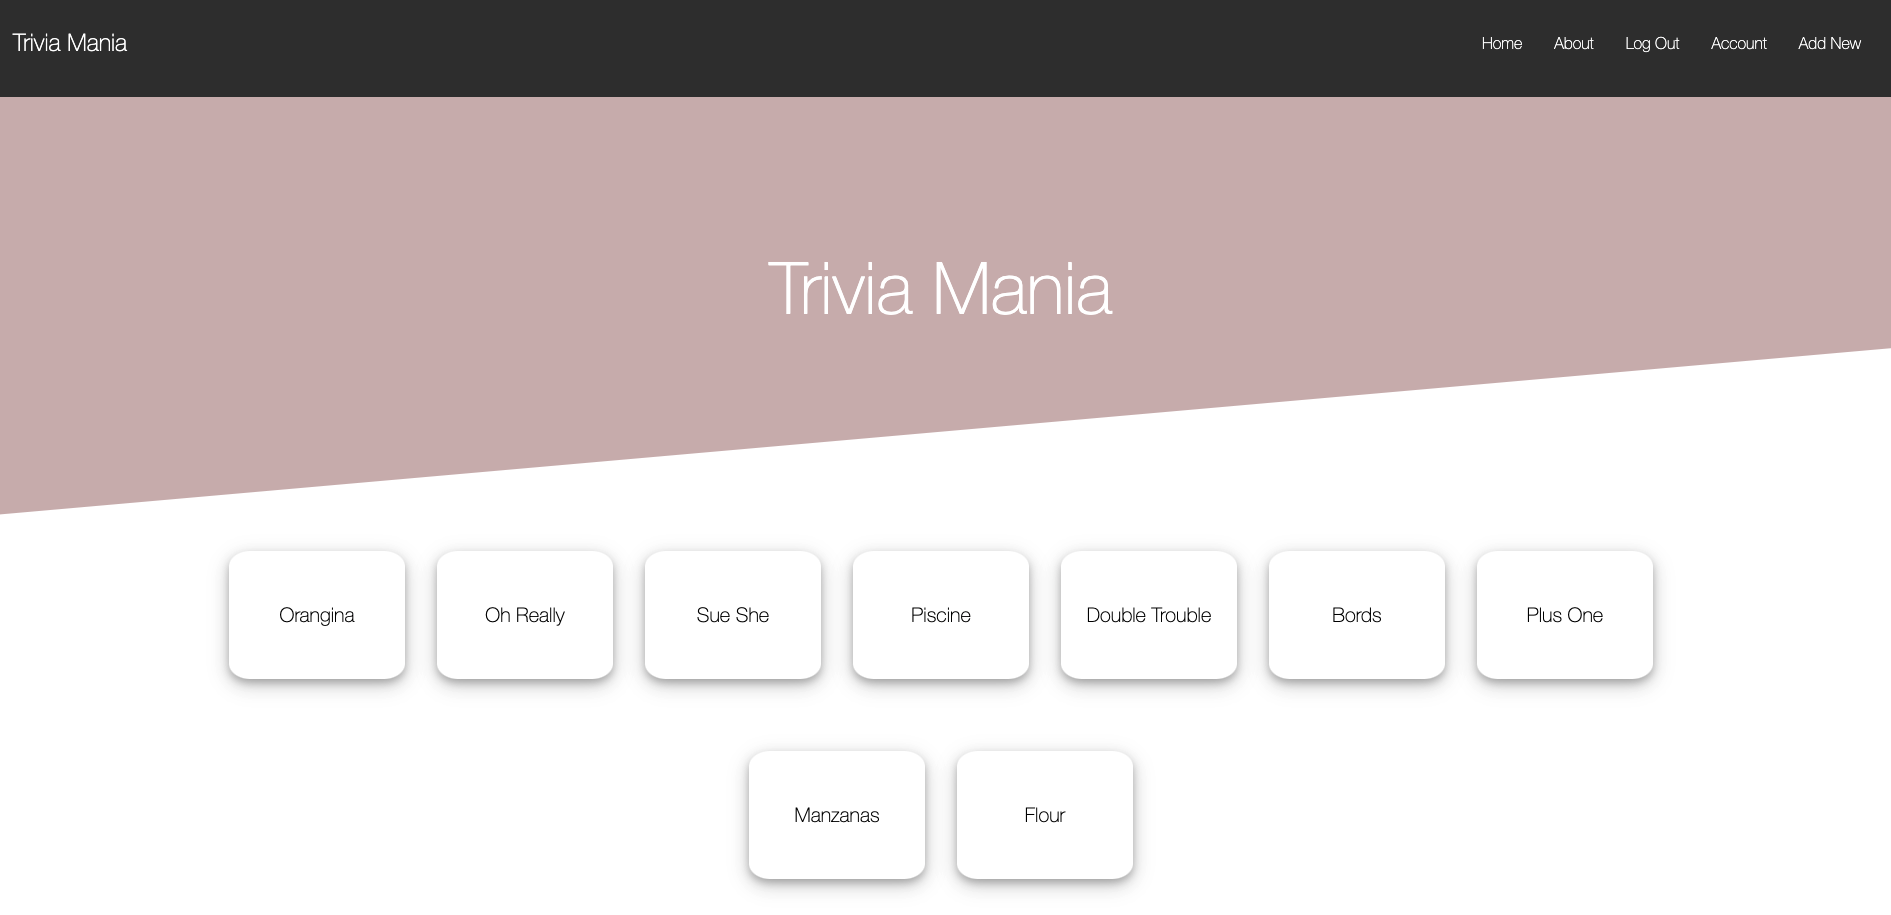 Trivia Mania
Home About Log Out Account Add New
Trivia Mania
Orangina
Oh Really
Sue She
Piscine
Double Trouble
Bords
Plus One
Manzanas
Flour